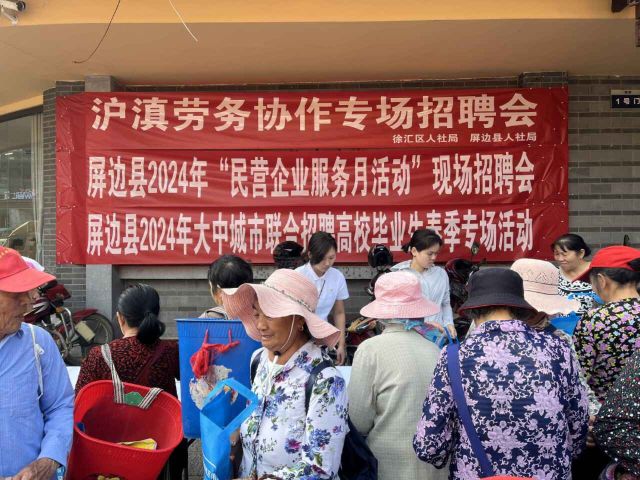 沪滇劳务协作专场招聘会
徐汇区人社局 屏边县人社局
屏边县2024年“民营企业服务月活动”现场招聘会
屏边县2024年大中城市联合招聘高校毕业生春季专场活动
1号门